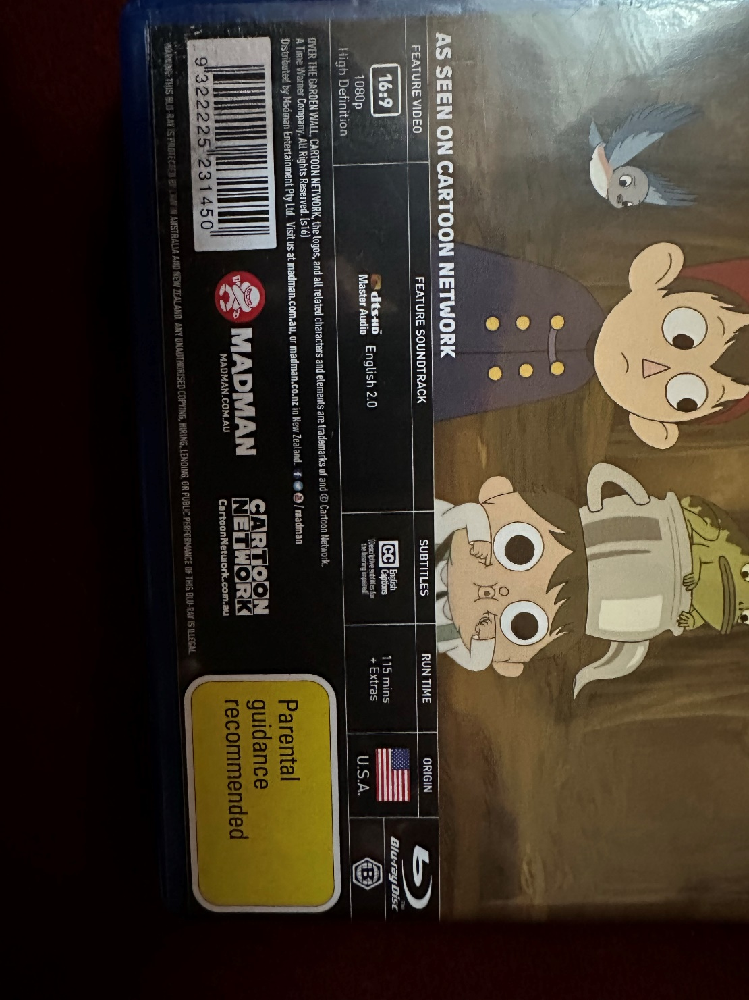 AS SEEN ON CARTOON NETWORK
FEATURE VIDEO
16:9
1080p
High Definition
FEATURE SOUNDTRACK
dts-HD™
Master Audio
English 2.0
SUBTITLES
CC English Captions
(Descriptive subtitles for
the hearing impaired)
RUN TIME
115 mins
+ Extras
ORIGIN
U.S.A.
Blu-ray Disc™
B
OVER THE GARDEN WALL, CARTOON NETWORK, the logos, and all related characters and elements are trademarks of and © Cartoon Network.
A Time Warner Company. All Rights Reserved. (s16)
Distributed by Madman Entertainment Pty Ltd. Visit us at madman.com.au, or madman.co.nz in New Zealand. / madman
9 322225 231450
MADMAN
MADMAN.COM.AU
CARTOON
NETWORK
CartoonNetwork.com.au
Parental
guidance
recommended
WARNING: THIS BLU-RAY IS PROTECTED BY LAW IN AUSTRALIA AND NEW ZEALAND. ANY UNAUTHORISED COPYING, HIRING, LENDING, OR PUBLIC PERFORMANCE OF THIS BLU-RAY IS ILLEGAL